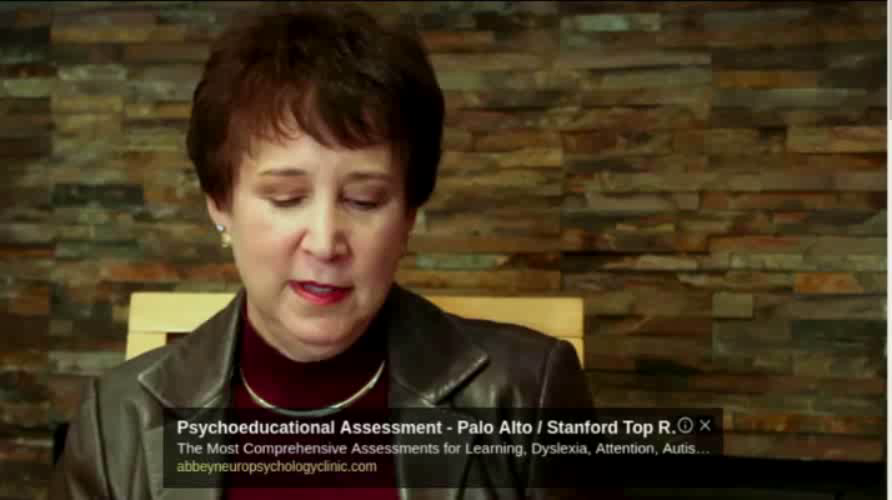 Psychoeducational Assessment - Palo Alto / Stanford Top R.
The Most Comprehensive Assessments for Learning, Dyslexia, Attention, Autis...
abbeyneuropsychologyclinic.com